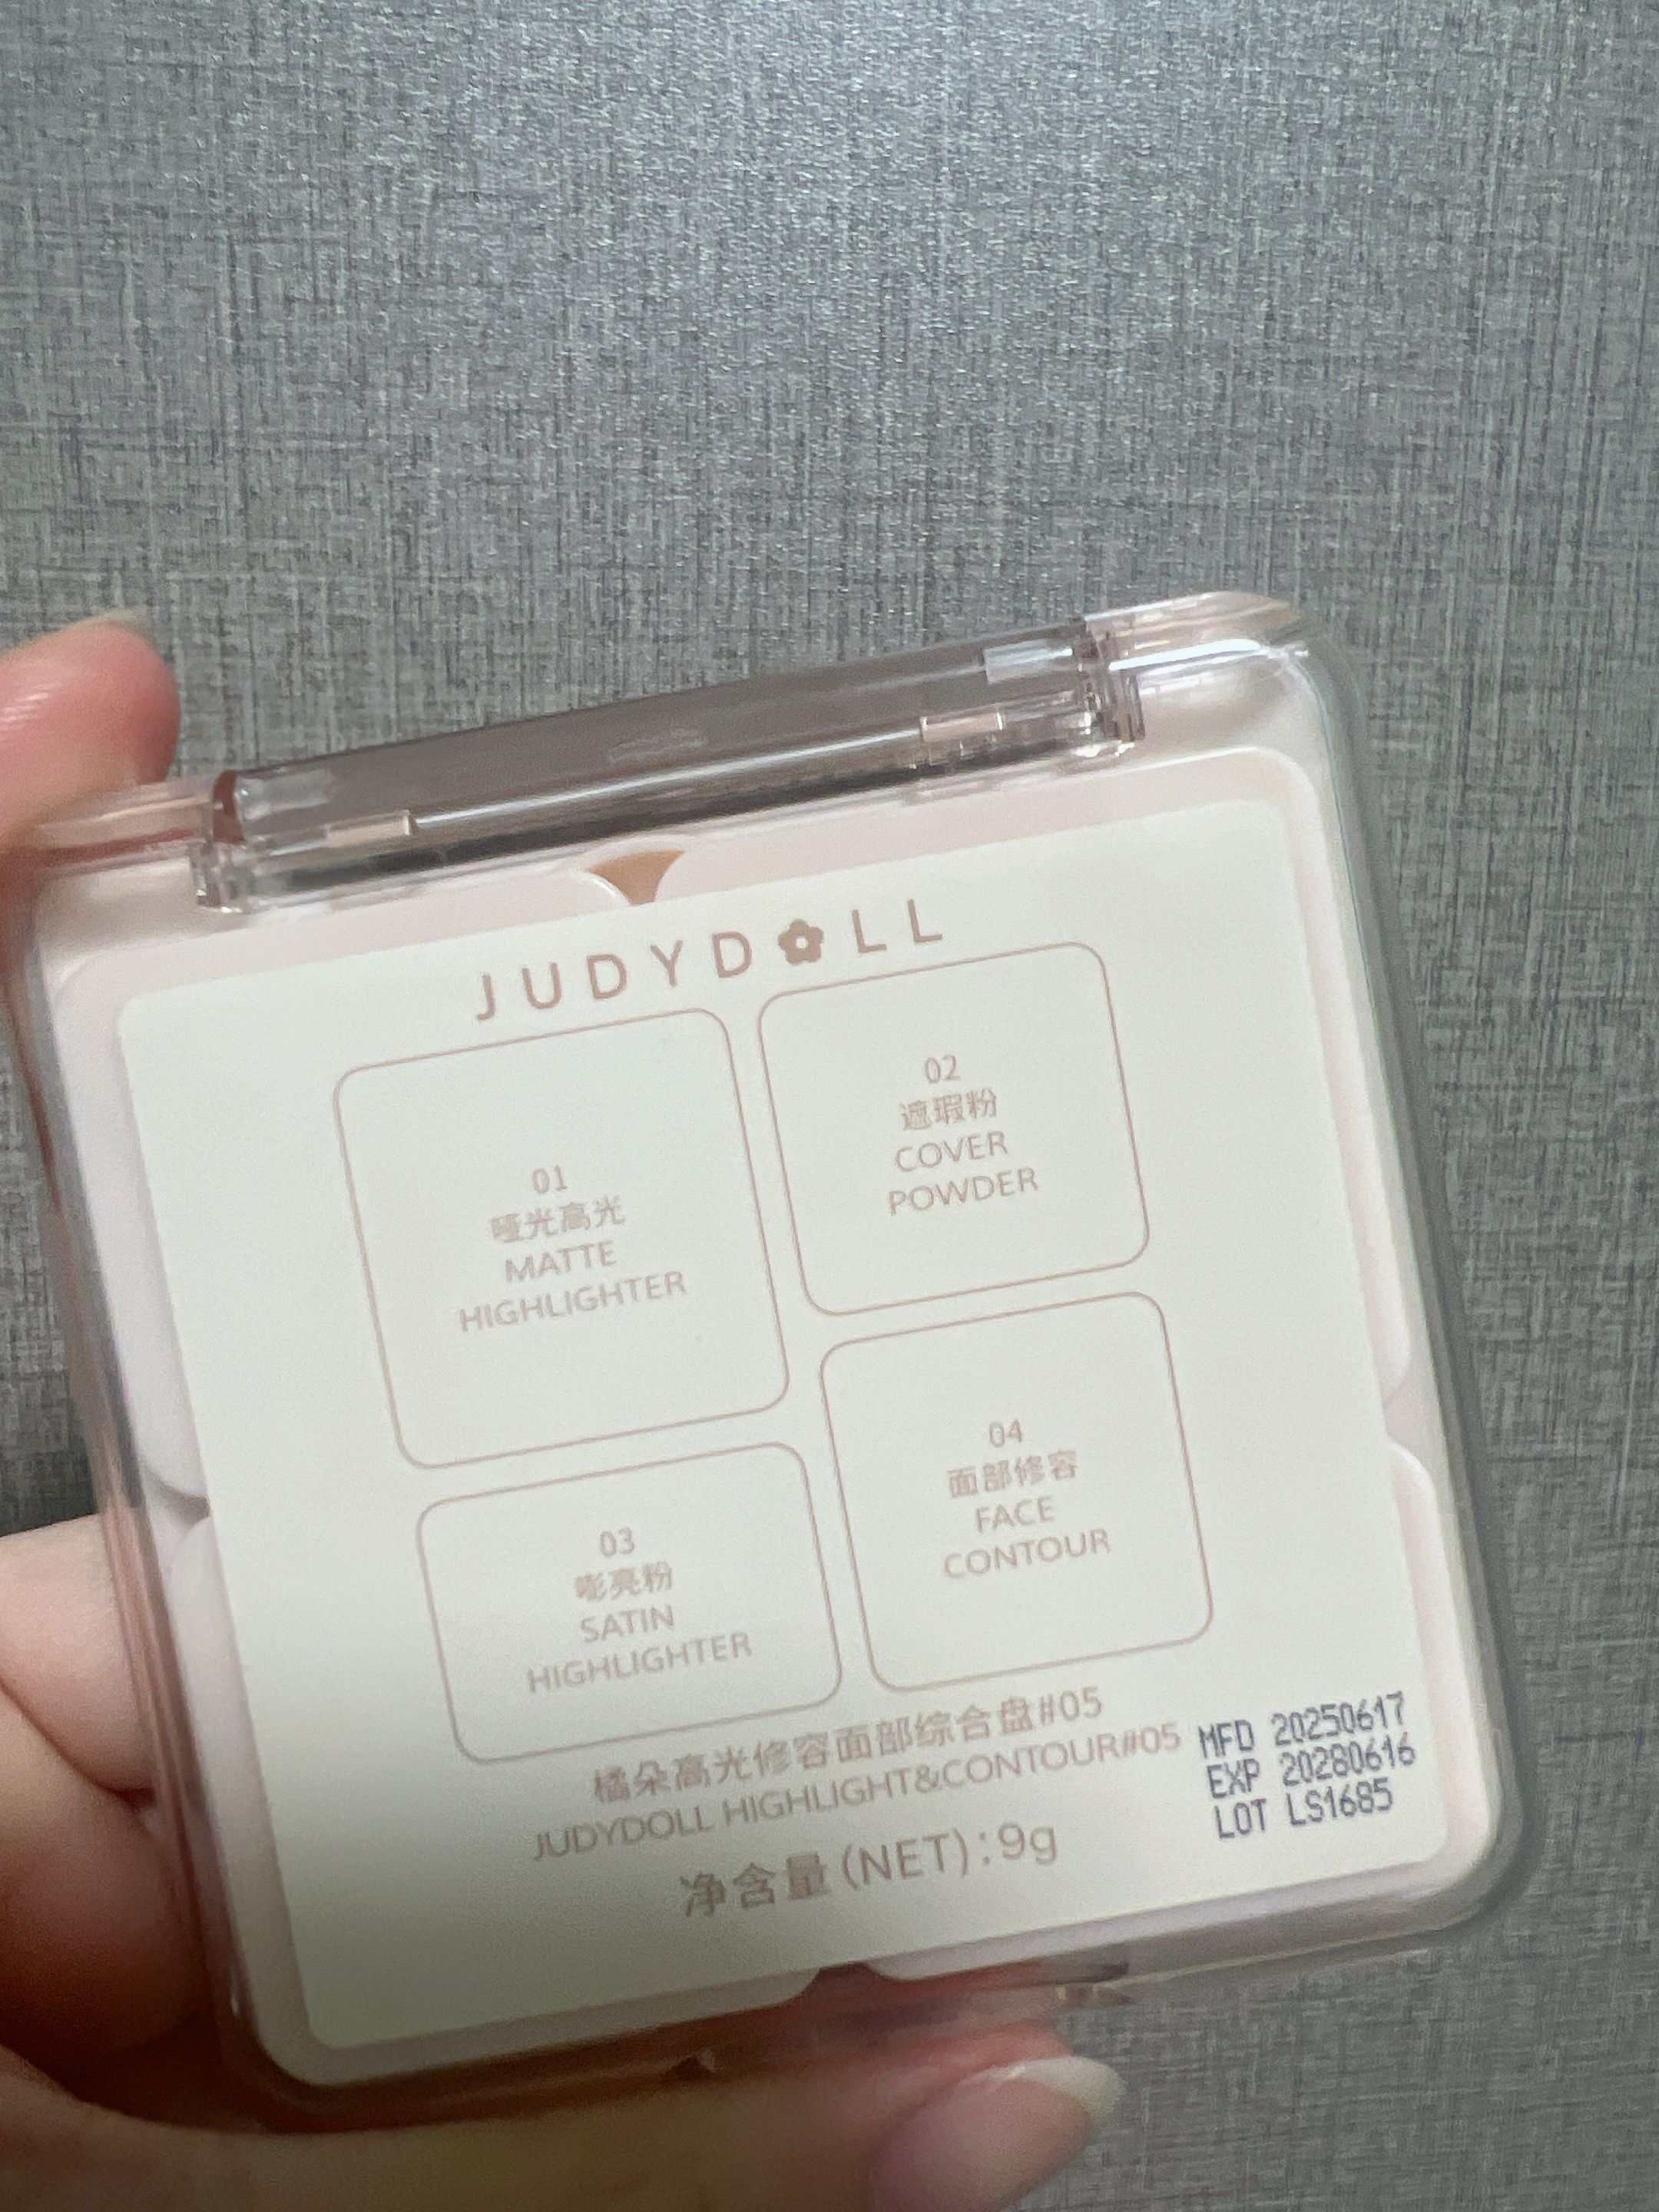 JUDYDOLL
01
哑光高光
MATTE
HIGHLIGHTER
02
遮瑕粉
COVER
POWDER
03
嘭亮粉
SATIN
HIGHLIGHTER
04
面部修容
FACE
CONTOUR
橘朵高光修容面部综合盘#05
JUDYDOLL HIGHLIGHT&CONTOUR#05
净含量(NET):9g
MFD 20250617
EXP 20280616
LOT LS1685